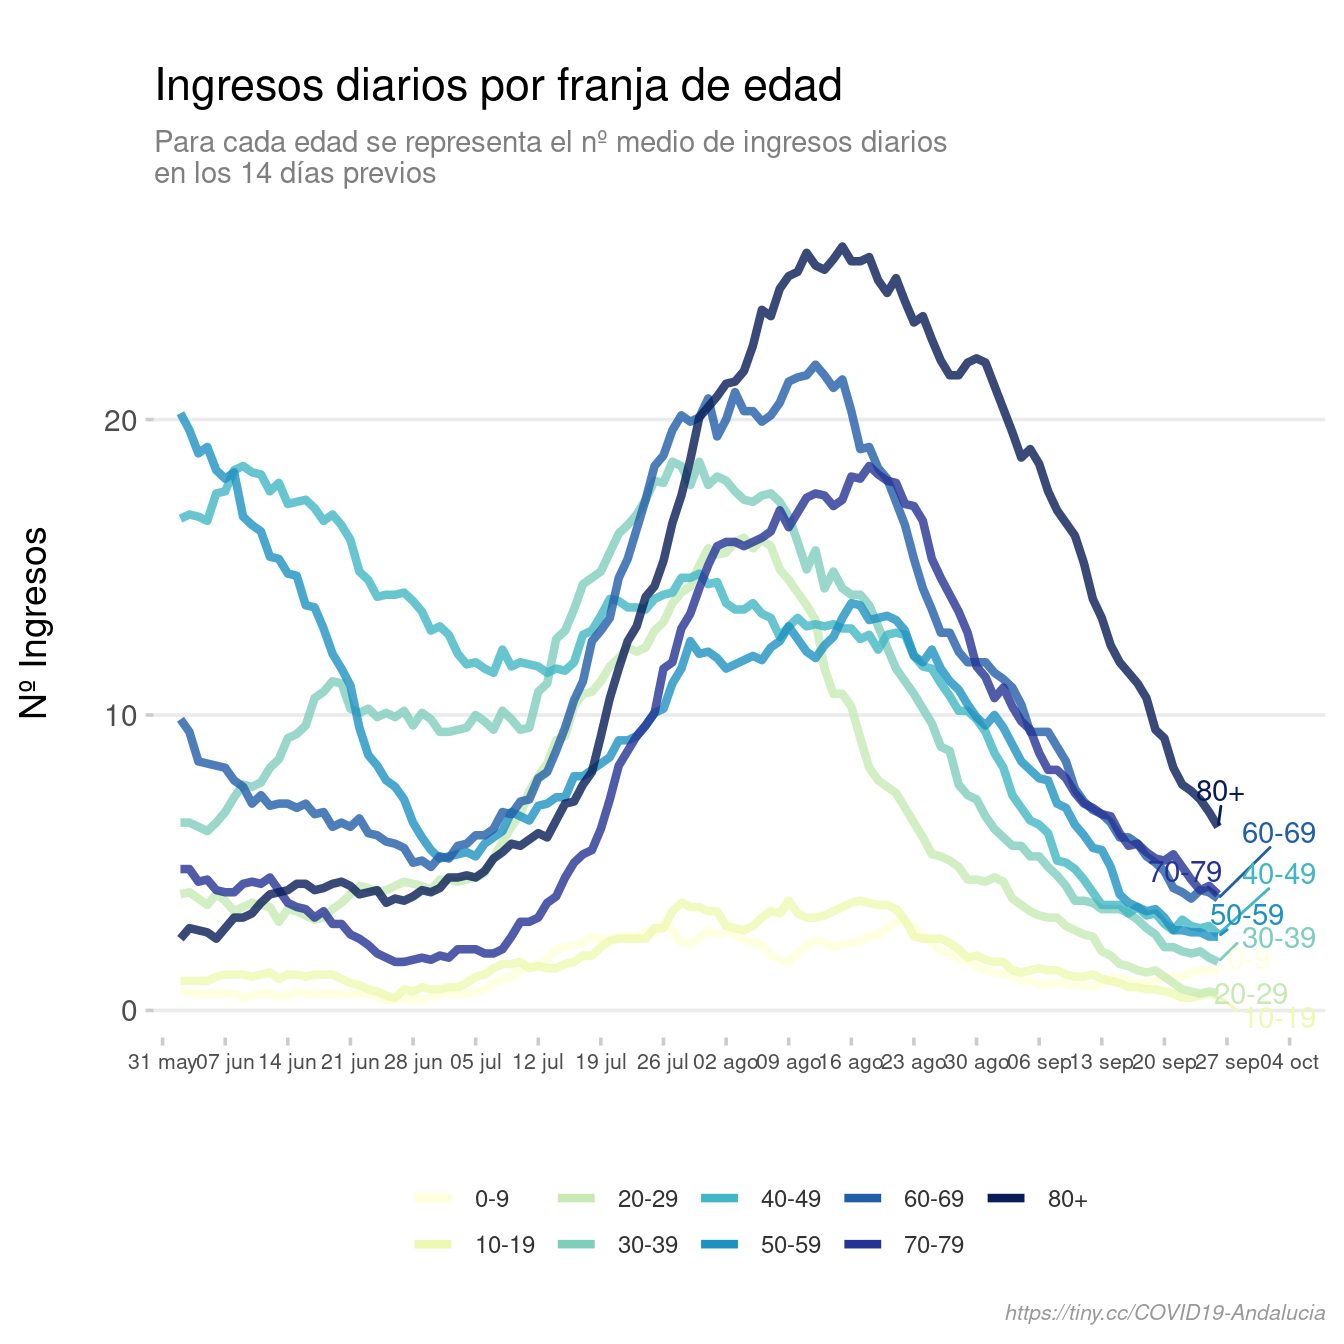 Ingresos diarios por franja de edad
Para cada edad se representa el nº medio de ingresos diarios
en los 14 días previos
Nº Ingresos
20
10
0
80+
60-69
70-79
40-49
50-59
30-39
0-9
20-29
10-19
31 may 07 jun 14 jun 21 jun 28 jun 05 jul 12 jul 19 jul 26 jul 02 ago 09 ago 16 ago 23 ago 30 ago 06 sep 13 sep 20 sep 27 sep 04 oct
0-9 20-29 40-49 60-69 80+
10-19 30-39 50-59 70-79
https://tiny.cc/COVID19-Andalucia